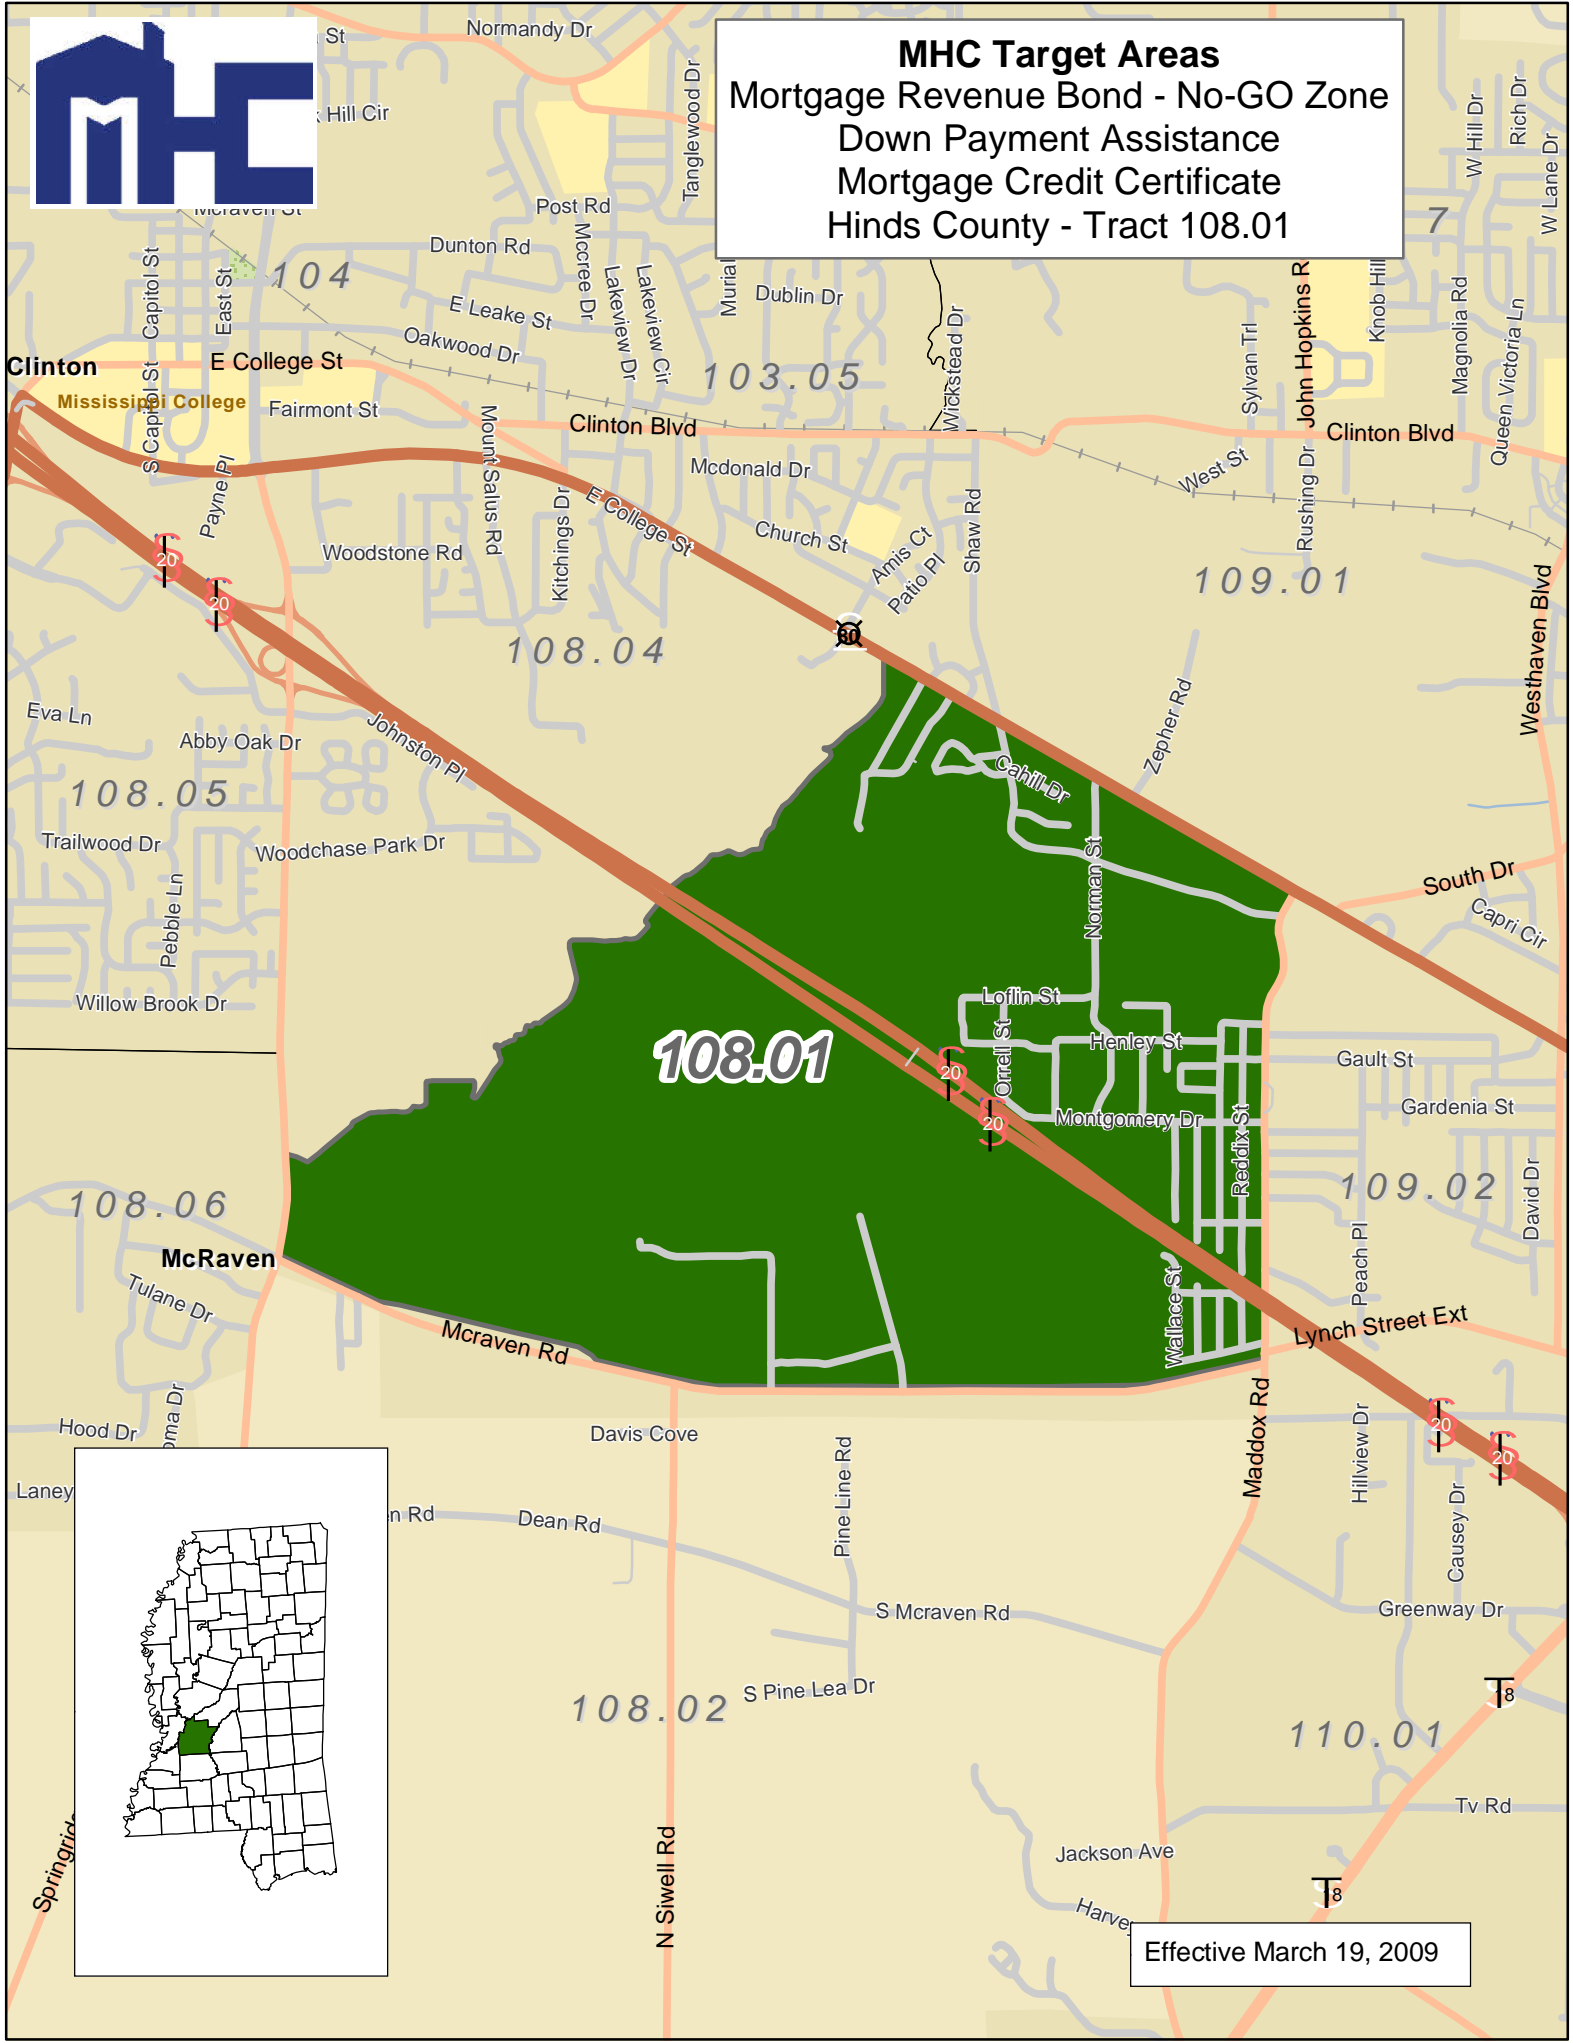 MHC
MHC Target Areas
Mortgage Revenue Bond - No-GO Zone
Down Payment Assistance
Mortgage Credit Certificate
Hinds County - Tract 108.01
St
Normandy Dr
Hill Cir
Tanglewood Dr
W Hill Dr
Rich Dr
W Lane Dr
Mcraven St
Post Rd
Dunton Rd
Mccree Dr
7
104
Capitol St
East St
E Leake St
Lakeview Dr
Lakeview Cir
Murial
Dublin Dr
Wickstead Dr
Sylvan Trl
John Hopkins R
Knob Hill
Magnolia Rd
Queen Victoria Ln
Oakwood Dr
Clinton
E College St
103.05
Mississippi College
S Capitol St
Fairmont St
Clinton Blvd
Clinton Blvd
Mount Salus Rd
Mcdonald Dr
West St
Payne Pl
Kitchings Dr
E College St
Church St
Amis Ct
Patio Pl
Shaw Rd
Rushing Dr
Woodstone Rd
20
20
109.01
Westhaven Blvd
108.04
80
Eva Ln
Abby Oak Dr
Johnston Pl
Zepher Rd
Cahill Dr
108.05
Trailwood Dr
Woodchase Park Dr
Norman St
South Dr
Pebble Ln
Capri Cir
Willow Brook Dr
Loflin St
108.01
Orrell St
Henley St
Gault St
20
20
Montgomery Dr
Reddix St
Gardenia St
108.06
109.02
David Dr
McRaven
Tulane Dr
Wallace St
Peach Pl
Mcraven Rd
Lynch Street Ext
Hood Dr
oma Dr
Davis Cove
Pine Line Rd
Maddox Rd
Hillview Dr
20
20
Laney
en Rd
Dean Rd
Causey Dr
S Mcraven Rd
Greenway Dr
S Pine Lea Dr
108.02
18
110.01
Tv Rd
Springrid
N Siwell Rd
Jackson Ave
18
Harve
Effective March 19, 2009